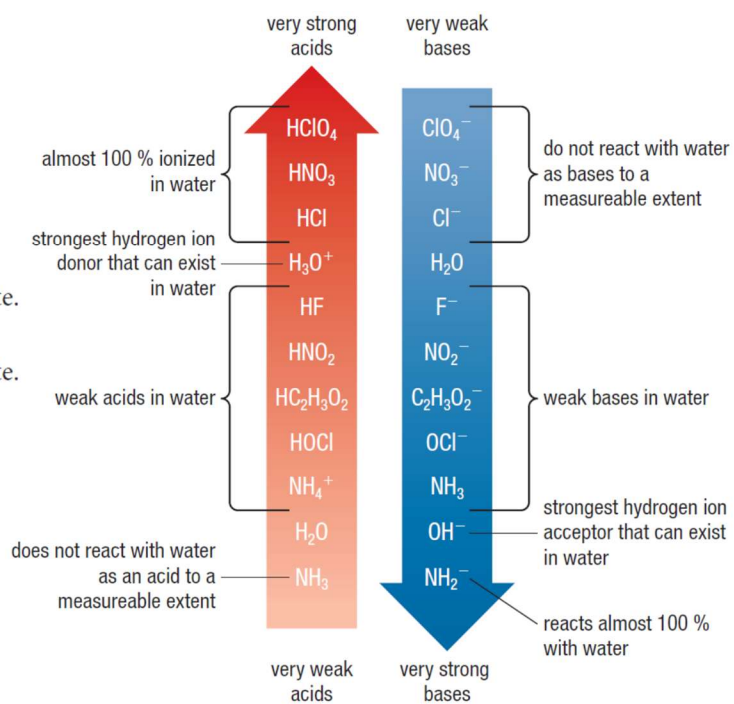 very strong
acids
very weak
bases
almost 100 % ionized
in water
strongest hydrogen ion
donor that can exist
in water
te.
te.
weak acids in water
does not react with water
as an acid to a
measureable extent
HClO₄
HNO₃
HCl
H₃O⁺
HF
HNO₂
HC₂H₃O₂
HOCl
NH₄⁺
H₂O
NH₃
ClO₄⁻
NO₃⁻
Cl⁻
H₂O
F⁻
NO₂⁻
C₂H₃O₂⁻
OCl⁻
NH₃
OH⁻
NH₂⁻
do not react with water
as bases to a
measureable extent
weak bases in water
strongest hydrogen ion
acceptor that can exist
in water
reacts almost 100 %
with water
very weak
acids
very strong
bases